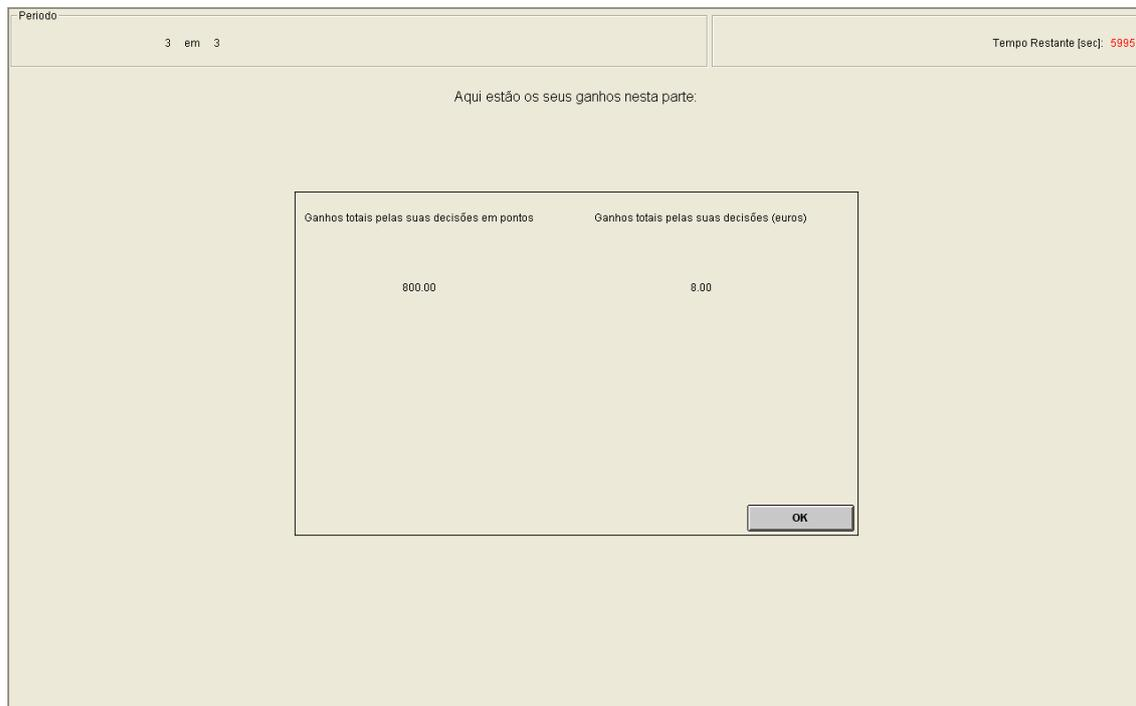 Periodo
3 em 3
Tempo Restante [sec]: 5995
Aqui estão os seus ganhos nesta parte:
Ganhos totais pelas suas decisões em pontos Ganhos totais pelas suas decisões (euros)
800.00 8.00
OK